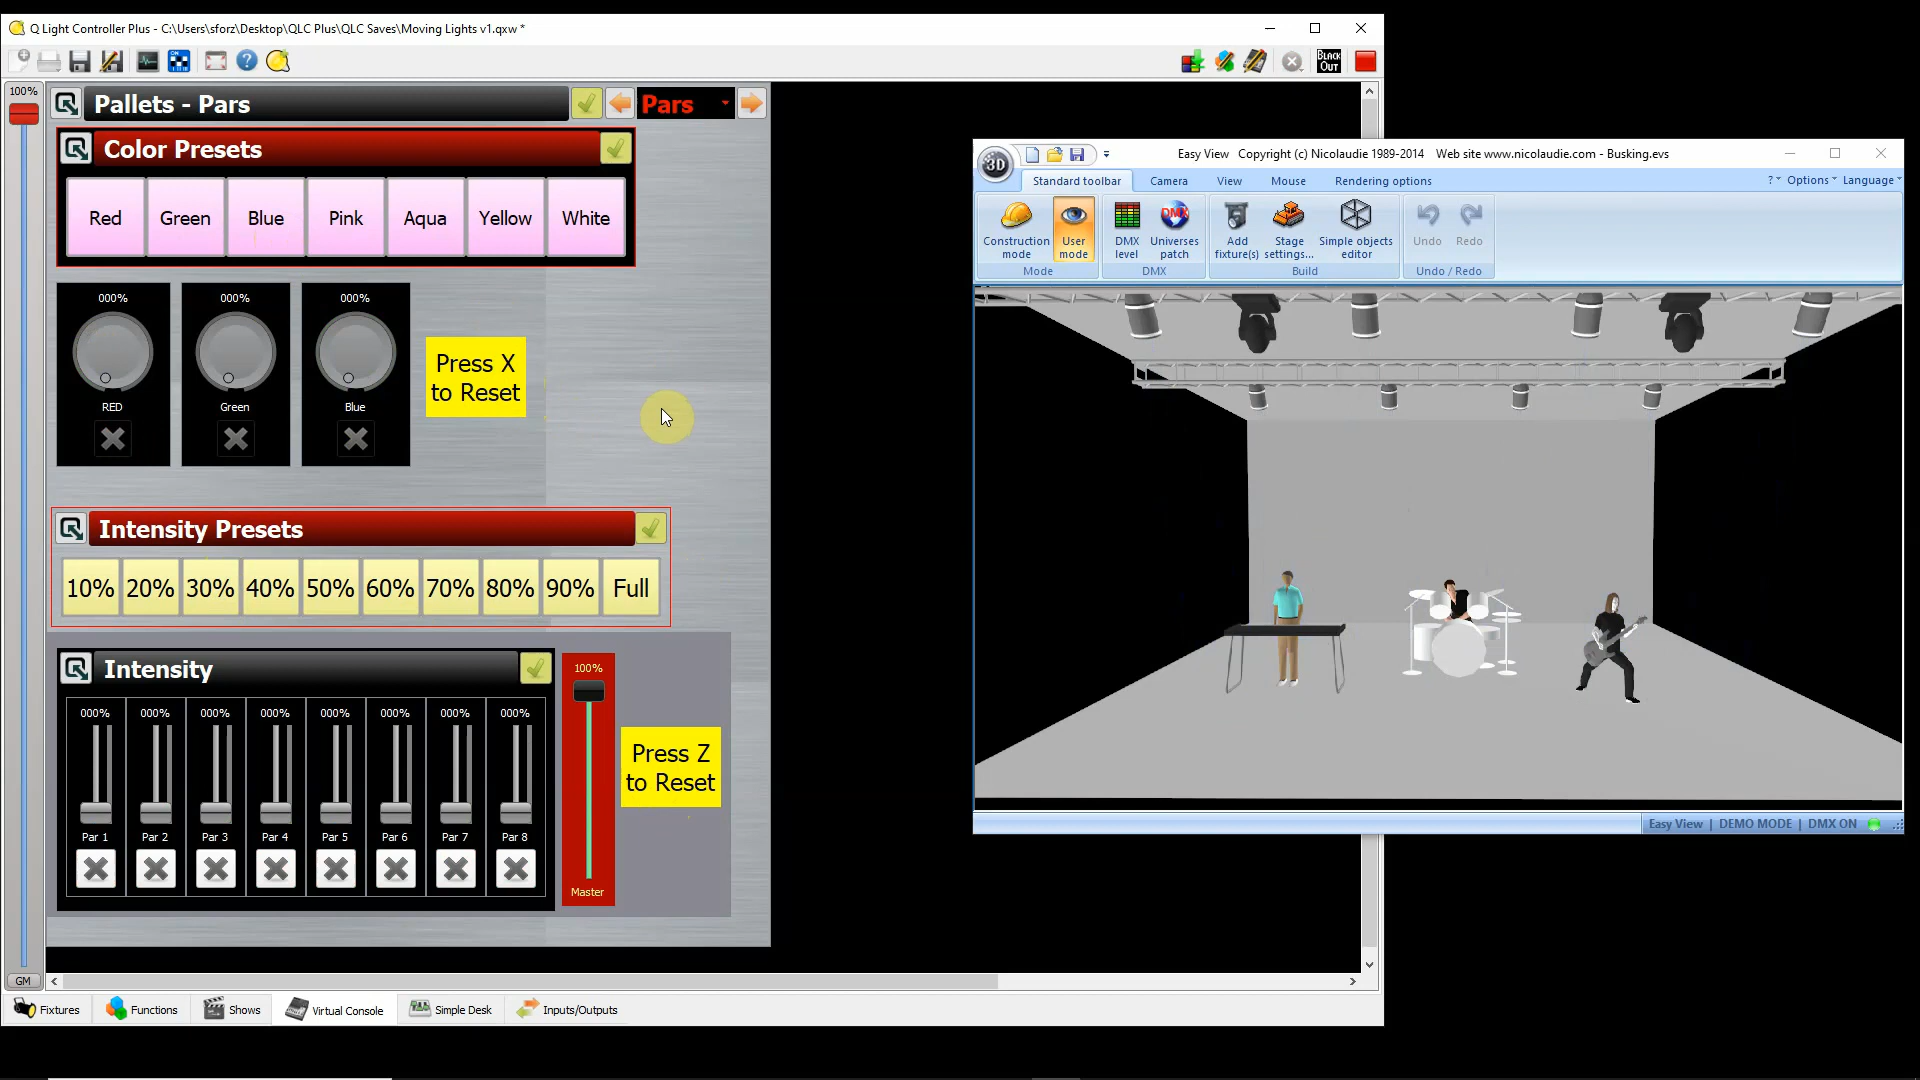 Q Light Controller Plus - C:\Users\sforz\Desktop\QLC Plus\QLC Saves\Moving Lights v1.qxw *
BLACK
OUT
100%
Pallets - Pars
Pars
Color Presets
Red Green Blue Pink Aqua Yellow White
000% 000% 000%
RED Green Blue
Press X
to Reset
Intensity Presets
10% 20% 30% 40% 50% 60% 70% 80% 90% Full
Intensity
000% 000% 000% 000% 000% 000% 000% 000%
Par 1 Par 2 Par 3 Par 4 Par 5 Par 6 Par 7 Par 8
100%
Master
Press Z
to Reset
GM
Fixtures Functions Shows Virtual Console Simple Desk Inputs/Outputs
3D
Easy View Copyright (c) Nicolaudie 1989-2014 Web site www.nicolaudie.com - Busking.evs
Standard toolbar Camera View Mouse Rendering options ? Options Language
Construction
mode
User
mode
DMX
level
DMX
Universes
patch
Add
fixture(s)
Stage
settings...
Simple objects
editor
Undo
Redo
Mode DMX Build Undo / Redo
Easy View | DEMO MODE | DMX ON